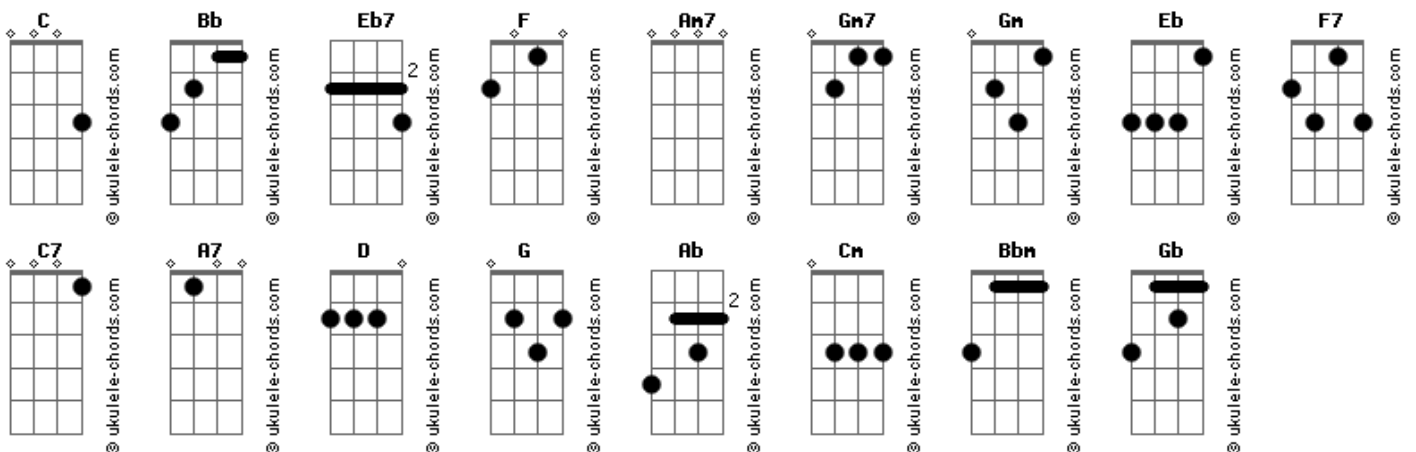 C Bb Eb7 F Am7 Gm7 Gm Eb F7
2
© ukulele-chords.com © ukulele-chords.com © ukulele-chords.com © ukulele-chords.com © ukulele-chords.com © ukulele-chords.com © ukulele-chords.com © ukulele-chords.com © ukulele-chords.com
C7 A7 D G Ab Cm Bbm Gb
2
© ukulele-chords.com © ukulele-chords.com © ukulele-chords.com © ukulele-chords.com © ukulele-chords.com © ukulele-chords.com © ukulele-chords.com © ukulele-chords.com